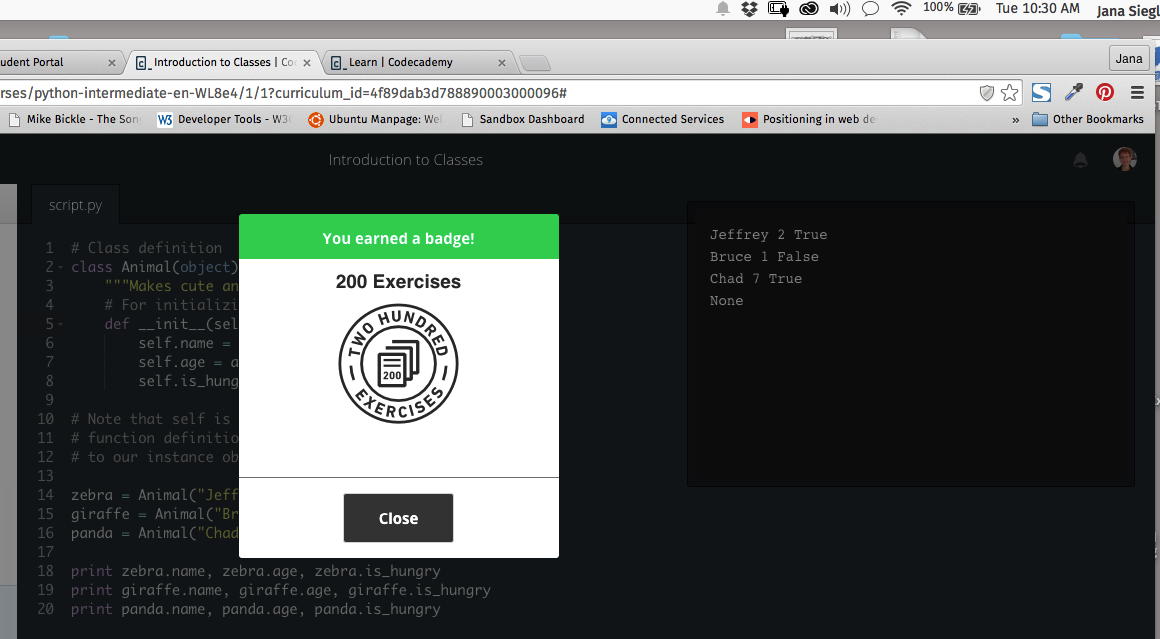 100%
Tue 10:30 AM
Jana Siegl
udent Portal
Introduction to Classes | Co
Learn | Codecademy
Jana
rses/python-intermediate-en-WL8e4/1/1?curriculum_id=4f89dab3d788890003000096#
Mike Bickle - The Son
W3
Developer Tools - W3
Ubuntu Manpage: We
Sandbox Dashboard
Connected Services
Positioning in web de
»
Other Bookmarks
Introduction to Classes
script.py
1 # Class definition
2 class Animal(object)
3 """Makes cute an
4 # For initializi
5 def __init__(sel
6 self.name =
7 self.age = a
8 self.is_hung
9
10 # Note that self is
11 # function definitio
12 # to our instance ob
13
14 zebra = Animal("Jeff
15 giraffe = Animal("Br
16 panda = Animal("Chad
17
18 print zebra.name, zebra.age, zebra.is_hungry
19 print giraffe.name, giraffe.age, giraffe.is_hungry
20 print panda.name, panda.age, panda.is_hungry
You earned a badge!
200 Exercises
TWO HUNDRED
200
EXERCISES
Close
Jeffrey 2 True
Bruce 1 False
Chad 7 True
None